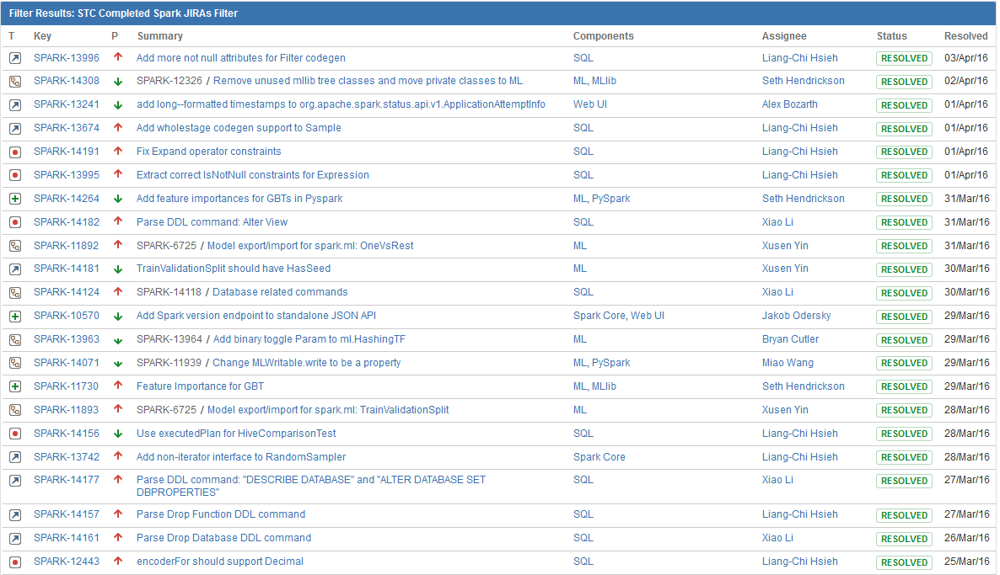 Filter Results: STC Completed Spark JIRAs Filter
T Key P Summary Components Assignee Status Resolved
SPARK-13996 Add more not null attributes for Filter codegen SQL Liang-Chi Hsieh RESOLVED 03/Apr/16
SPARK-14308 SPARK-12326 / Remove unused mllib tree classes and move private classes to ML ML, MLlib Seth Hendrickson RESOLVED 02/Apr/16
SPARK-13241 add long--formatted timestamps to org.apache.spark.status.api.v1.ApplicationAttemptInfo Web UI Alex Bozarth RESOLVED 01/Apr/16
SPARK-13674 Add wholestage codegen support to Sample SQL Liang-Chi Hsieh RESOLVED 01/Apr/16
SPARK-14191 Fix Expand operator constraints SQL Liang-Chi Hsieh RESOLVED 01/Apr/16
SPARK-13995 Extract correct IsNotNull constraints for Expression SQL Liang-Chi Hsieh RESOLVED 01/Apr/16
SPARK-14264 Add feature importances for GBTs in Pyspark ML, PySpark Seth Hendrickson RESOLVED 31/Mar/16
SPARK-14182 Parse DDL command: Alter View SQL Xiao Li RESOLVED 31/Mar/16
SPARK-11892 SPARK-6725 / Model export/import for spark.ml: OneVsRest ML Xusen Yin RESOLVED 31/Mar/16
SPARK-14181 TrainValidationSplit should have HasSeed ML Xusen Yin RESOLVED 30/Mar/16
SPARK-14124 SPARK-14118 / Database related commands SQL Xiao Li RESOLVED 30/Mar/16
SPARK-10570 Add Spark version endpoint to standalone JSON API Spark Core, Web UI Jakob Odersky RESOLVED 29/Mar/16
SPARK-13963 SPARK-13964 / Add binary toggle Param to ml.HashingTF ML Bryan Cutler RESOLVED 29/Mar/16
SPARK-14071 SPARK-11939 / Change MLWritable.write to be a property ML, PySpark Miao Wang RESOLVED 29/Mar/16
SPARK-11730 Feature Importance for GBT ML, MLlib Seth Hendrickson RESOLVED 29/Mar/16
SPARK-11893 SPARK-6725 / Model export/import for spark.ml: TrainValidationSplit ML Xusen Yin RESOLVED 28/Mar/16
SPARK-14156 Use executedPlan for HiveComparisonTest SQL Liang-Chi Hsieh RESOLVED 28/Mar/16
SPARK-13742 Add non-iterator interface to RandomSampler Spark Core Liang-Chi Hsieh RESOLVED 28/Mar/16
SPARK-14177 Parse DDL command: "DESCRIBE DATABASE" and "ALTER DATABASE SET SQL Xiao Li RESOLVED 27/Mar/16
DBPROPERTIES"
SPARK-14157 Parse Drop Function DDL command SQL Liang-Chi Hsieh RESOLVED 27/Mar/16
SPARK-14161 Parse Drop Database DDL command SQL Xiao Li RESOLVED 26/Mar/16
SPARK-12443 encoderFor should support Decimal SQL Liang-Chi Hsieh RESOLVED 25/Mar/16